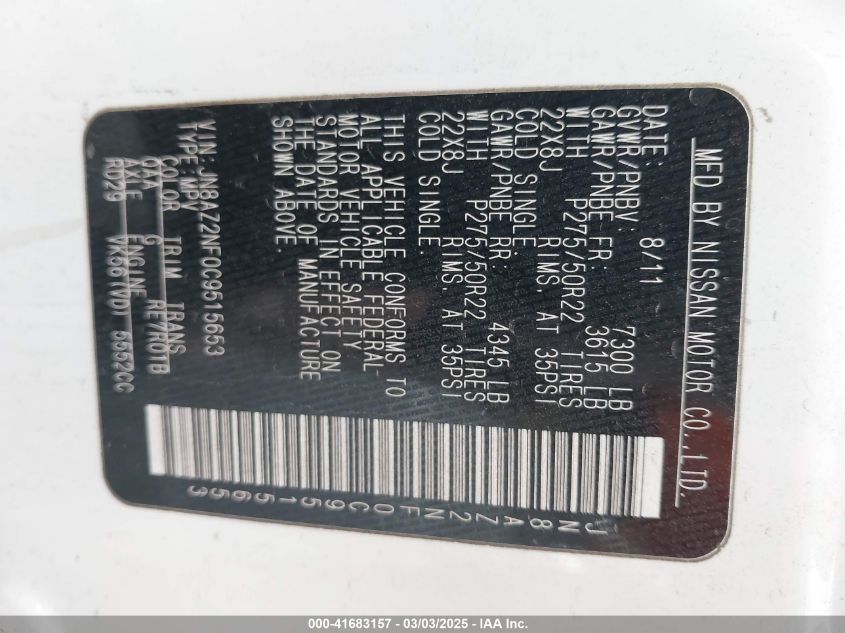 MFD BY NISSAN MOTOR CO.,LTD.
DATE: 8/11
GVWR/PNBV: 7300 LB
GAWR/PNBE FR: 3615 LB
WITH P275/50R22 TIRES
22X8J RIMS. AT 35PSI
COLD SINGLE.
GAWR/PNBE RR: 4345 LB
WITH P275/50R22 TIRES
22X8J RIMS. AT 35PSI
COLD SINGLE.
THIS VEHICLE CONFORMS TO
ALL APPLICABLE FEDERAL
MOTOR VEHICLE SAFETY
STANDARDS IN EFFECT ON
THE DATE OF MANUFACTURE
SHOWN ABOVE.
VIN: JN8AZ2NF0C9515653
TYPE: MPV
COLOR TRIM TRANS
QAA G RE7R01B
AXLE ENGINE
RD20 VK56(VD) 5552CC
JN8AZ2NF0C9515653
000-41683157 - 03/03/2025 - IAA Inc.